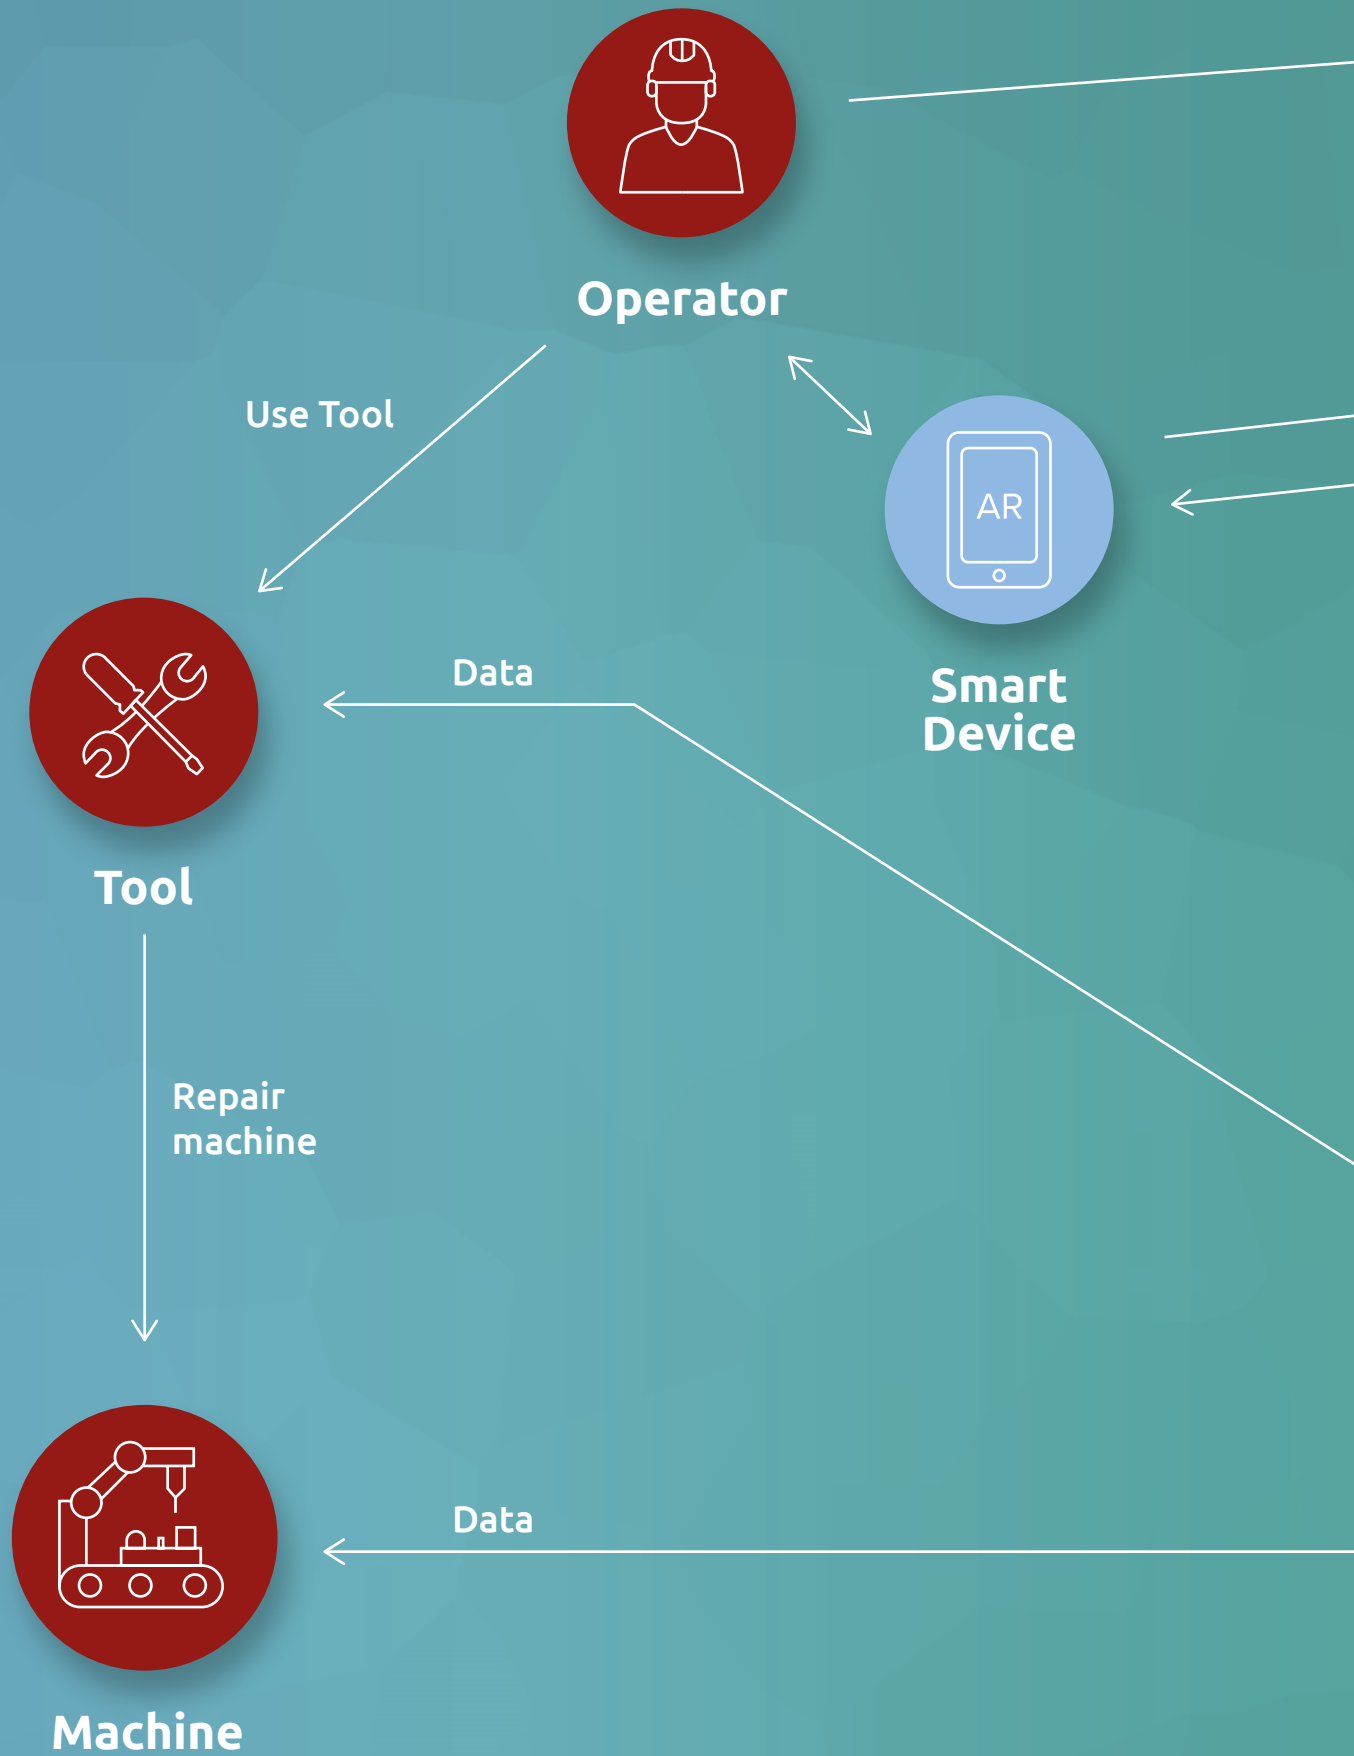 Operator
Use Tool
AR
Data
Smart
Device
Tool
Repair
machine
Data
Machine